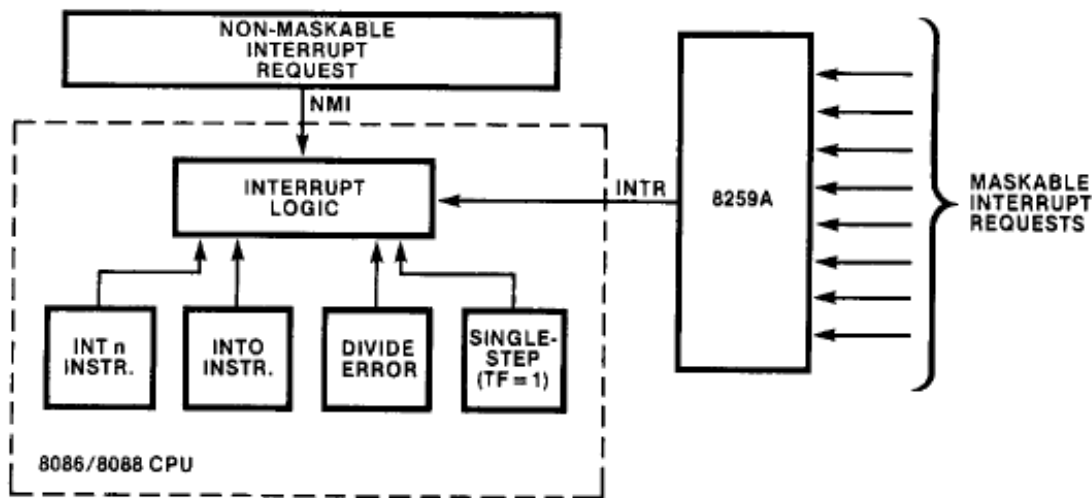 NON-MASKABLE
INTERRUPT
REQUEST
NMI
INTERRUPT
LOGIC
INTR
8259A
MASKABLE
INTERRUPT
REQUESTS
INT n
INSTR.
INTO
INSTR.
DIVIDE
ERROR
SINGLE-
STEP
(TF = 1)
8086/8088 CPU